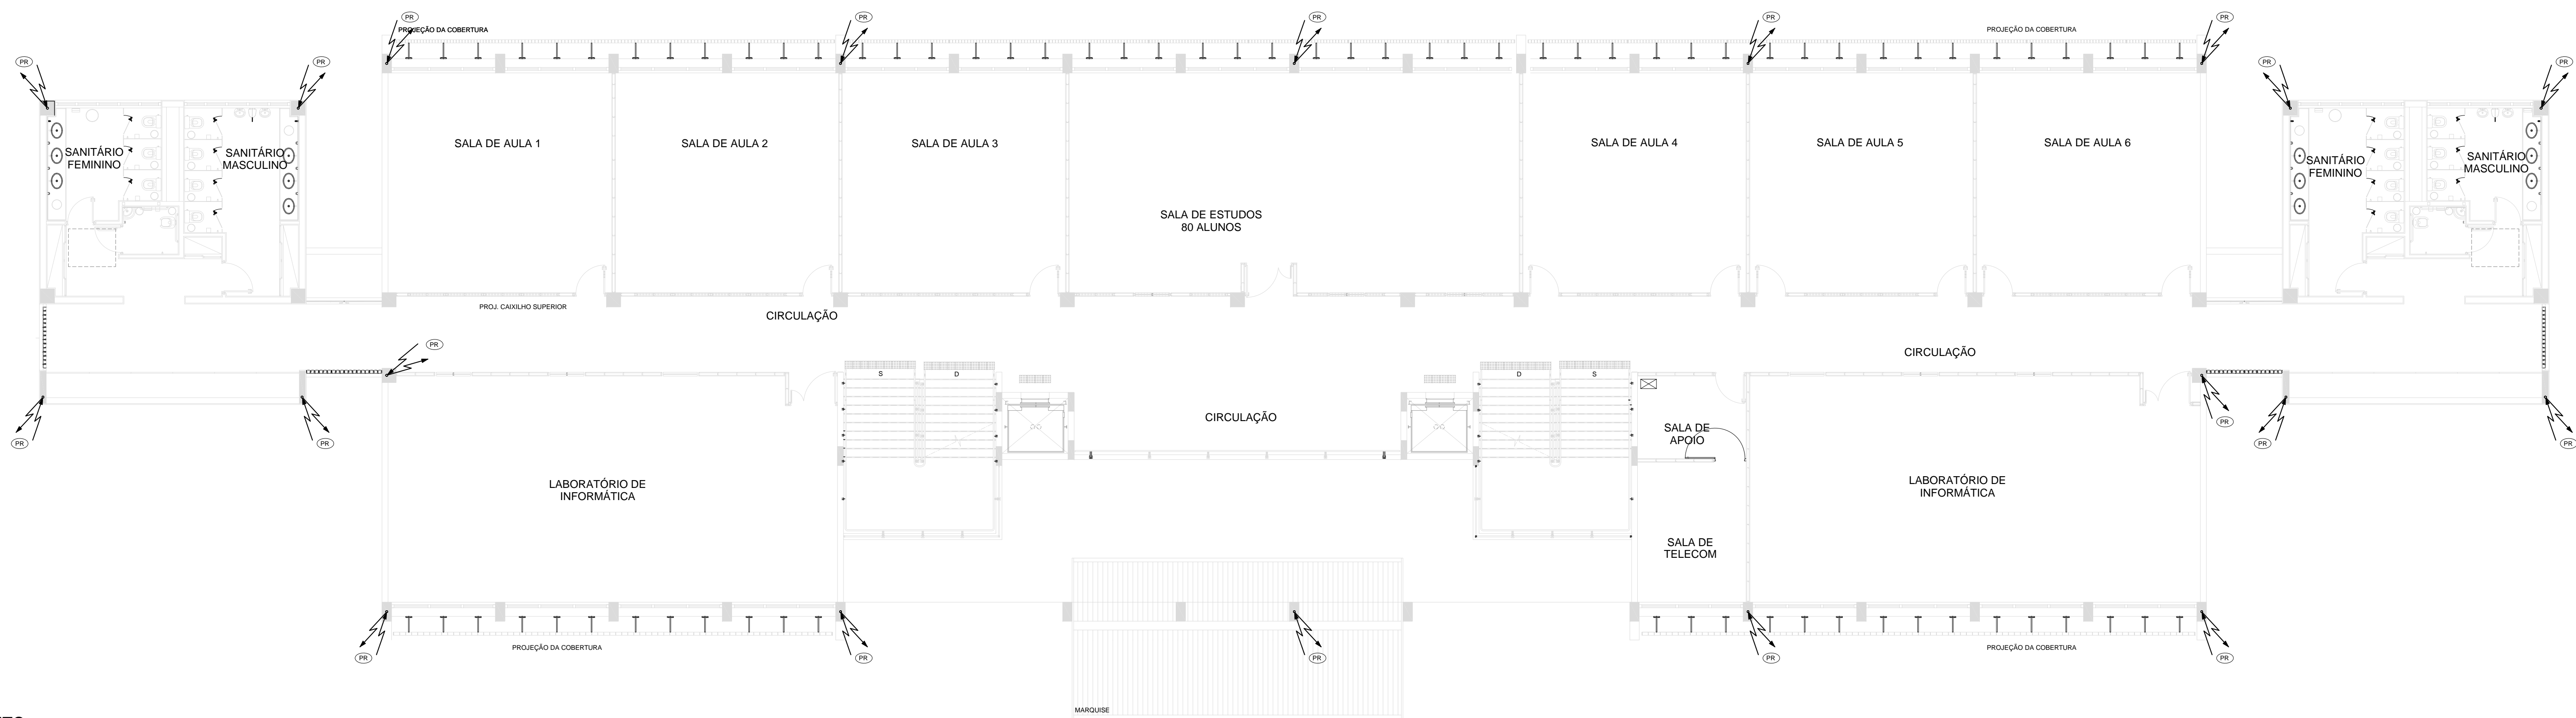 PR
PR
PR
PR
PR
PROJEÇÃO DA COBERTURA
PROJEÇÃO DA COBERTURA
PR
PR
PR
PR
SALA DE AULA 1
SALA DE AULA 2
SALA DE AULA 3
SALA DE AULA 4
SALA DE AULA 5
SALA DE AULA 6
SANITÁRIO
FEMININO
SANITÁRIO
MASCULINO
SANITÁRIO
FEMININO
SANITÁRIO
MASCULINO
SALA DE ESTUDOS
80 ALUNOS
PROJ. CAIXILHO SUPERIOR
CIRCULAÇÃO
PR
CIRCULAÇÃO
S
D
D
S
CIRCULAÇÃO
PR
SALA DE
APOIO
PR
PR
PR
PR
LABORATÓRIO DE
INFORMÁTICA
LABORATÓRIO DE
INFORMÁTICA
SALA DE
TELECOM
PROJEÇÃO DA COBERTURA
PROJEÇÃO DA COBERTURA
PR
PR
PR
PR
PR
MARQUISE